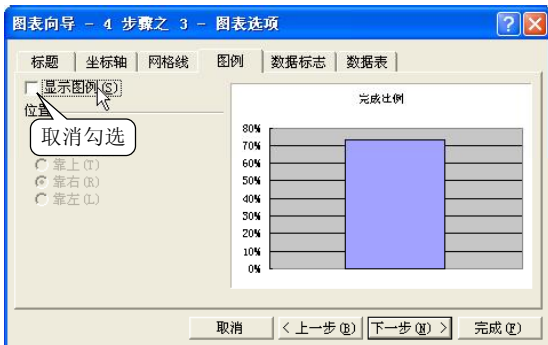 图表向导 - 4 步骤之 3 - 图表选项
标题 坐标轴 网格线 图例 数据标志 数据表
显示图例(S)
位置
取消勾选
靠上(T)
靠右(R)
靠左(L)
完成比例
80%
70%
60%
50%
40%
30%
20%
10%
0%
取消 < 上一步(B) 下一步(N) > 完成(F)